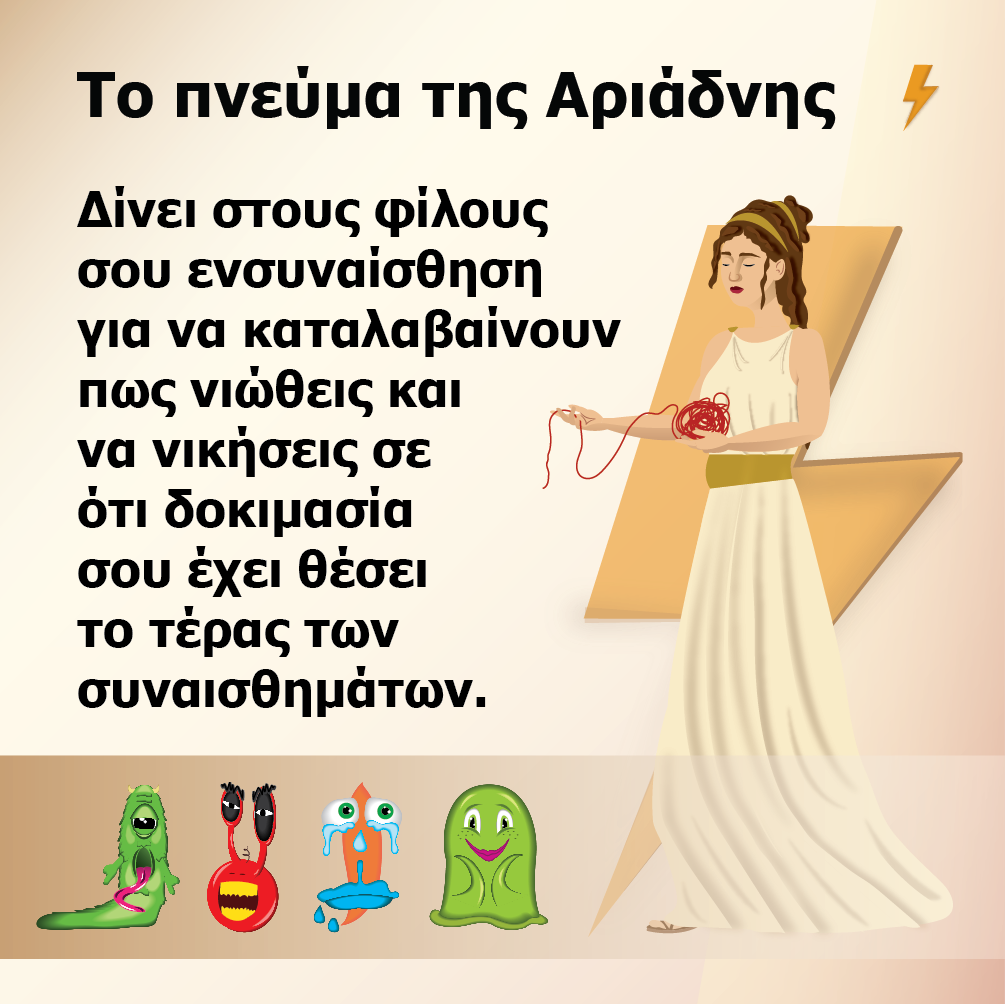 Το πνεύμα της Αριάδνης
Δίνει στους φίλους
σου ενσυναίσθηση
για να καταλαβαίνουν
πως νιώθεις και
να νικήσεις σε
ότι δοκιμασία
σου έχει θέσει
το τέρας των
συναισθημάτων.